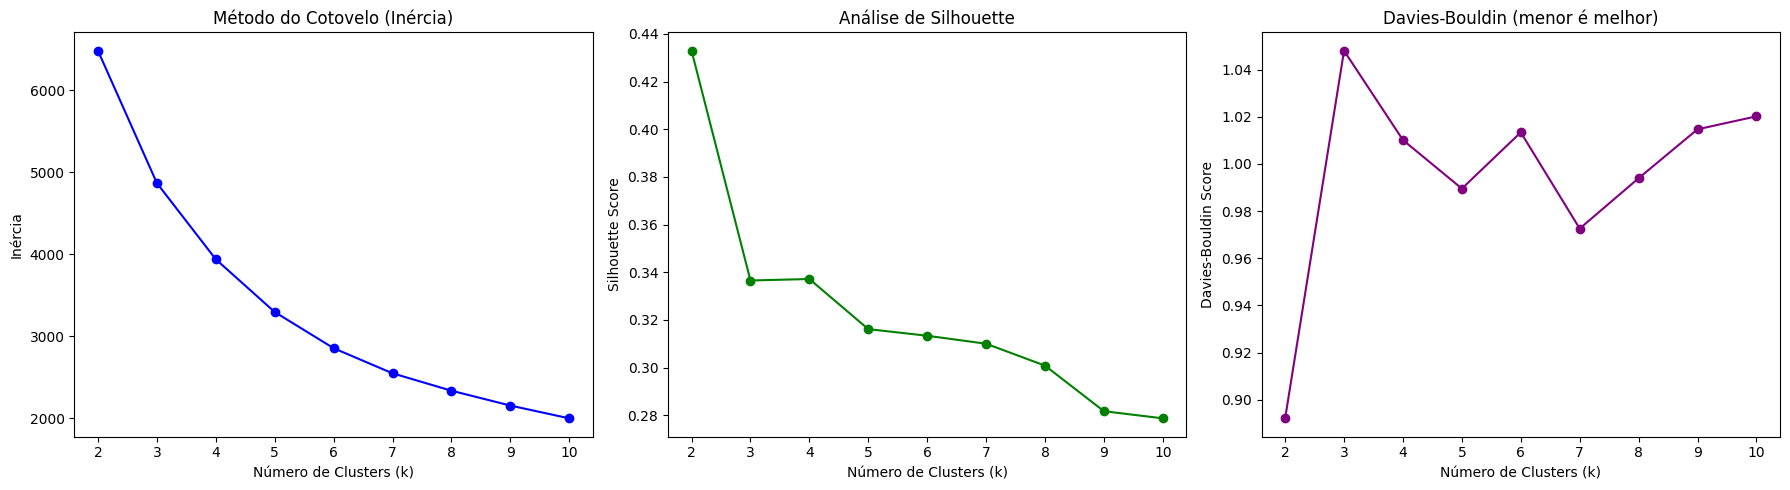 Método do Cotovelo (Inércia)
6000
5000
4000
3000
2000
Inércia
2 3 4 5 6 7 8 9 10
Número de Clusters (k)
Análise de Silhouette
0.44
0.42
0.40
0.38
0.36
0.34
0.32
0.30
0.28
Silhouette Score
2 3 4 5 6 7 8 9 10
Número de Clusters (k)
Davies-Bouldin (menor é melhor)
1.04
1.02
1.00
0.98
0.96
0.94
0.92
0.90
Davies-Bouldin Score
2 3 4 5 6 7 8 9 10
Número de Clusters (k)